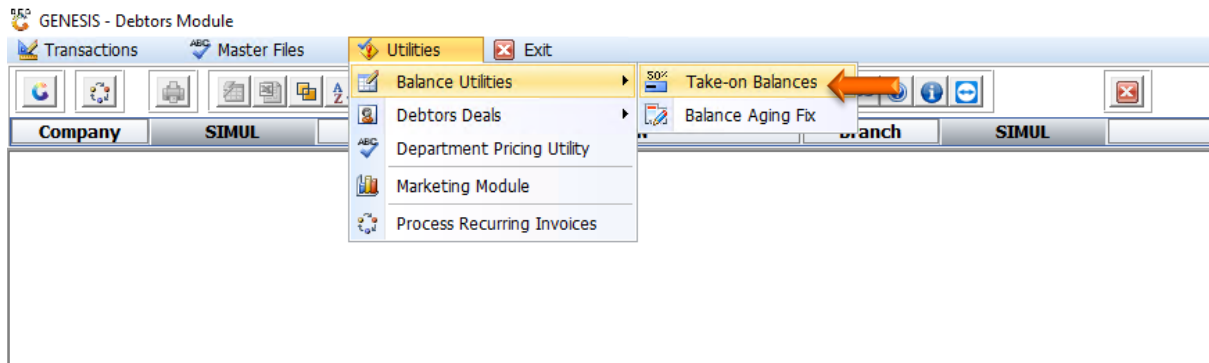 GENESIS - Debtors Module
Transactions Master Files Utilities Exit
Balance Utilities Take-on Balances
Debtors Deals Balance Aging Fix
Company SIMUL N Branch SIMUL
Department Pricing Utility
Marketing Module
Process Recurring Invoices